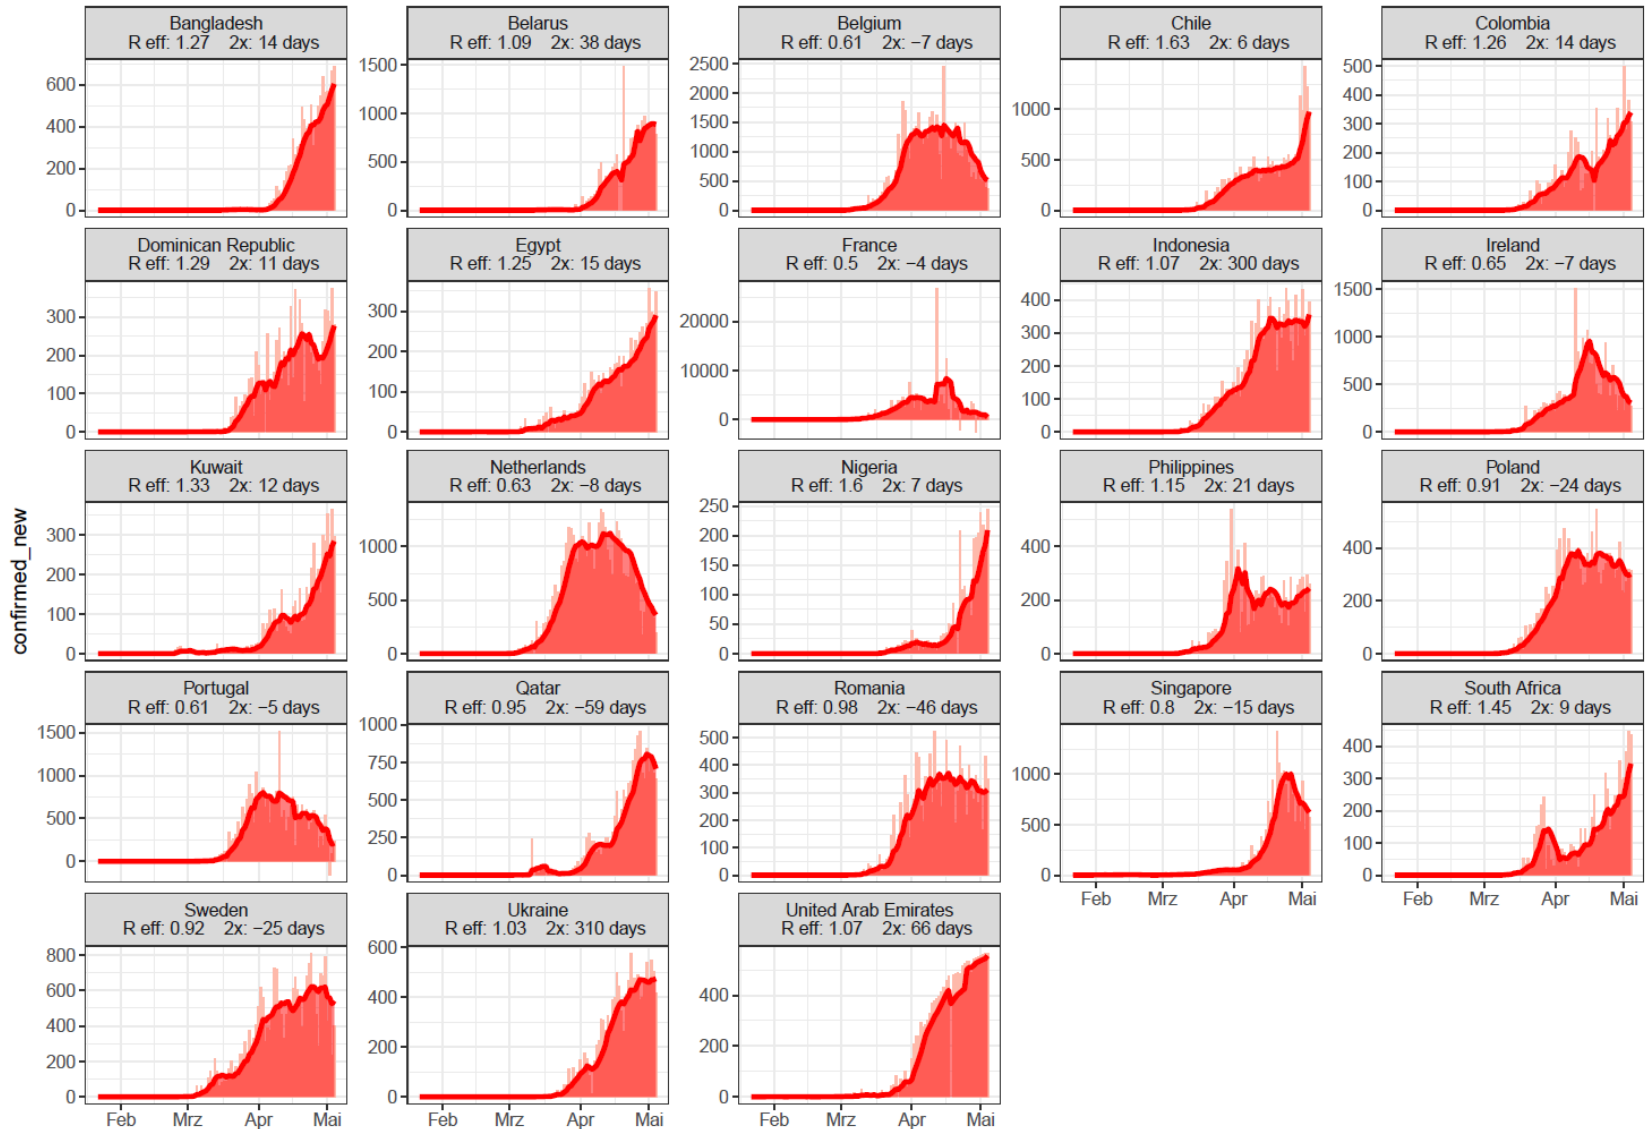 Bangladesh
R eff: 1.27 2x: 14 days
Belarus
R eff: 1.09 2x: 38 days
Belgium
R eff: 0.61 2x: −7 days
Chile
R eff: 1.63 2x: 6 days
Colombia
R eff: 1.26 2x: 14 days
600
400
200
0
1500
1000
500
0
2500
2000
1500
1000
500
0
1000
500
0
500
400
300
200
100
0
Dominican Republic
R eff: 1.29 2x: 11 days
Egypt
R eff: 1.25 2x: 15 days
France
R eff: 0.5 2x: −4 days
Indonesia
R eff: 1.07 2x: 300 days
Ireland
R eff: 0.65 2x: −7 days
300
200
100
0
300
200
100
0
20000
10000
0
400
300
200
100
0
1500
1000
500
0
confirmed_new
Kuwait
R eff: 1.33 2x: 12 days
Netherlands
R eff: 0.63 2x: −8 days
Nigeria
R eff: 1.6 2x: 7 days
Philippines
R eff: 1.15 2x: 21 days
Poland
R eff: 0.91 2x: −24 days
300
200
100
0
1000
500
0
250
200
150
100
50
0
400
200
0
400
200
0
Portugal
R eff: 0.61 2x: −5 days
Qatar
R eff: 0.95 2x: −59 days
Romania
R eff: 0.98 2x: −46 days
Singapore
R eff: 0.8 2x: −15 days
South Africa
R eff: 1.45 2x: 9 days
1500
1000
500
0
1000
750
500
250
0
500
400
300
200
100
0
1000
500
0
400
300
200
100
0
Feb Mrz Apr Mai
Feb Mrz Apr Mai
Sweden
R eff: 0.92 2x: −25 days
Ukraine
R eff: 1.03 2x: 310 days
United Arab Emirates
R eff: 1.07 2x: 66 days
800
600
400
200
0
600
400
200
0
400
200
0
Feb Mrz Apr Mai
Feb Mrz Apr Mai
Feb Mrz Apr Mai